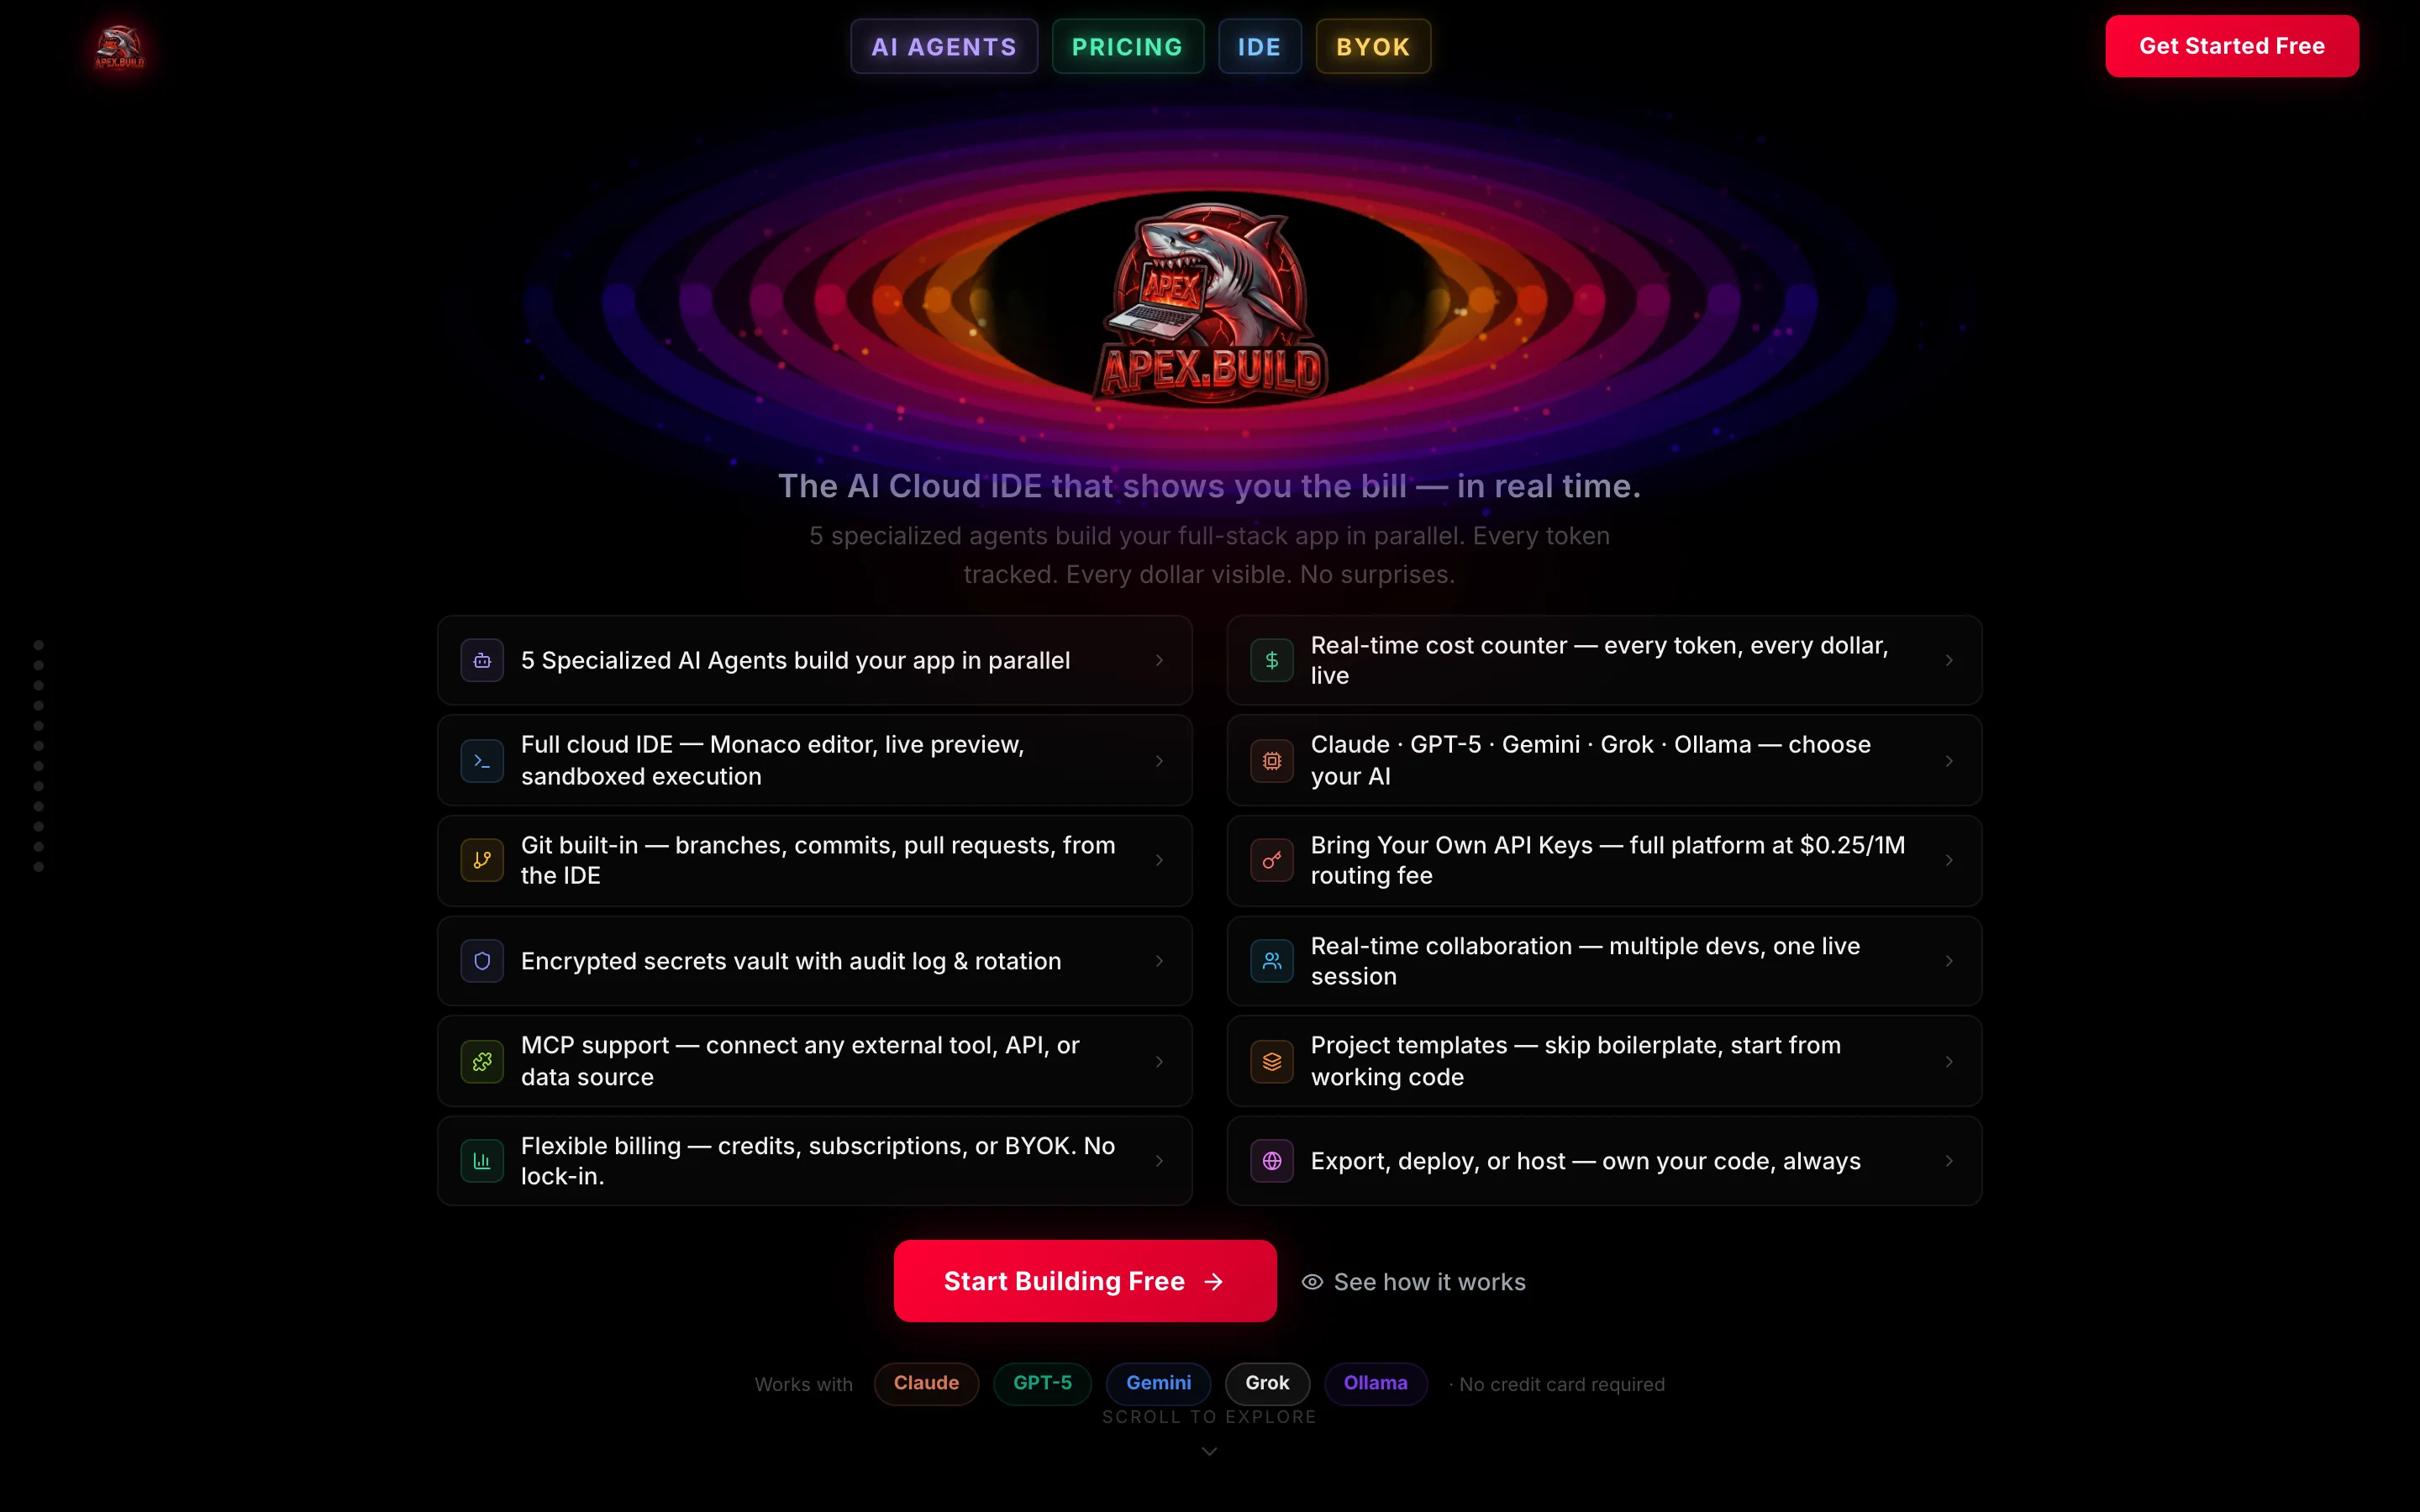 APEX.BUILD
AI AGENTS
PRICING
IDE
BYOK
Get Started Free
APEX
APEX.BUILD
The AI Cloud IDE that shows you the bill — in real time.
5 specialized agents build your full-stack app in parallel. Every token
tracked. Every dollar visible. No surprises.
5 Specialized AI Agents build your app in parallel
Real-time cost counter — every token, every dollar,
live
Full cloud IDE — Monaco editor, live preview,
sandboxed execution
Claude · GPT-5 · Gemini · Grok · Ollama — choose
your AI
Git built-in — branches, commits, pull requests, from
the IDE
Bring Your Own API Keys — full platform at $0.25/1M
routing fee
Encrypted secrets vault with audit log & rotation
Real-time collaboration — multiple devs, one live
session
MCP support — connect any external tool, API, or
data source
Project templates — skip boilerplate, start from
working code
Flexible billing — credits, subscriptions, or BYOK. No
lock-in.
Export, deploy, or host — own your code, always
Start Building Free
See how it works
Works with
Claude
GPT-5
Gemini
Grok
Ollama
· No credit card required
SCROLL TO EXPLORE